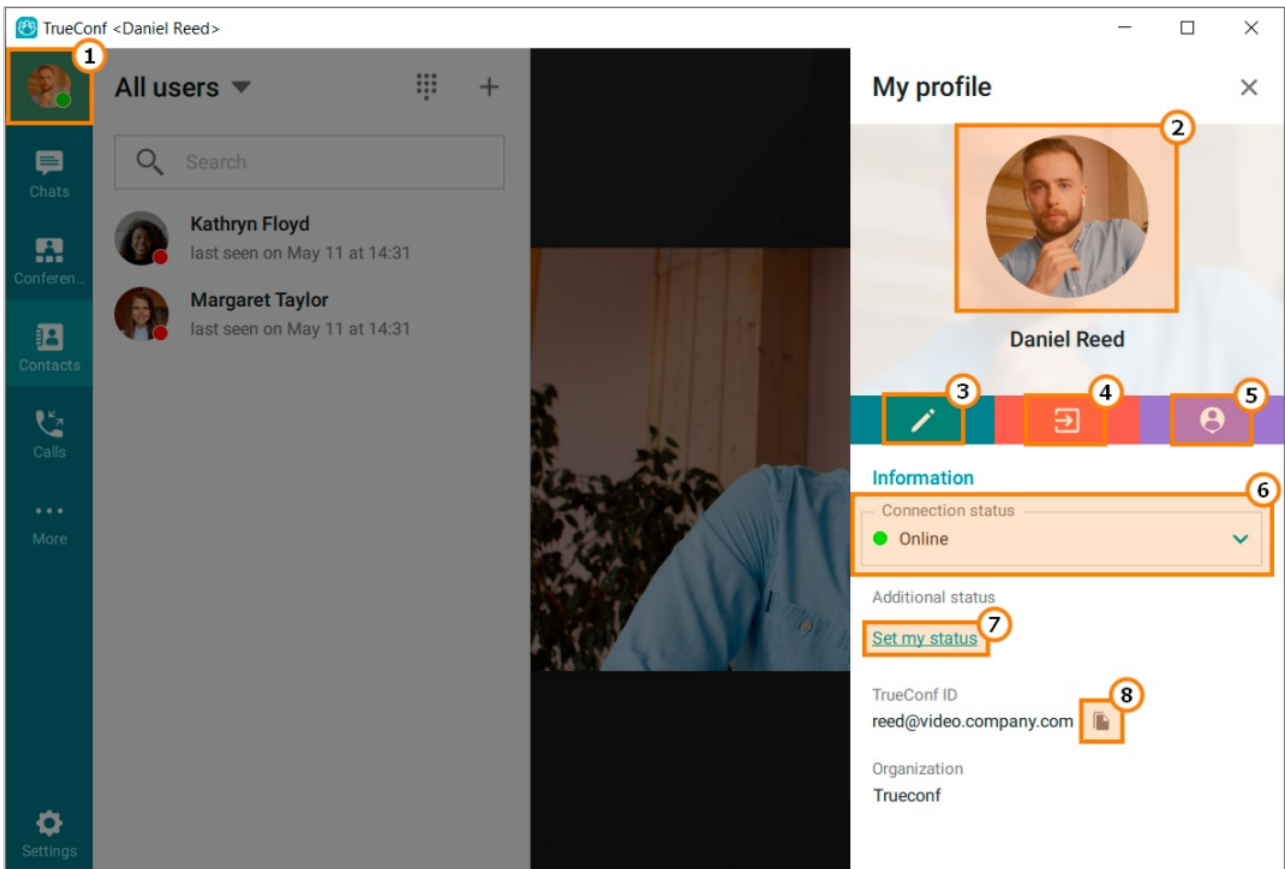 TrueConf <Daniel Reed>
1
All users
My profile
2
Search
Chats
Kathryn Floyd
last seen on May 11 at 14:31
Conferen...
Margaret Taylor
last seen on May 11 at 14:31
Contacts
Daniel Reed
3
4
5
Calls
Information
6
Connection status
Online
More
Additional status
7
Set my status
TrueConf ID
8
reed@video.company.com
Organization
Trueconf
Settings